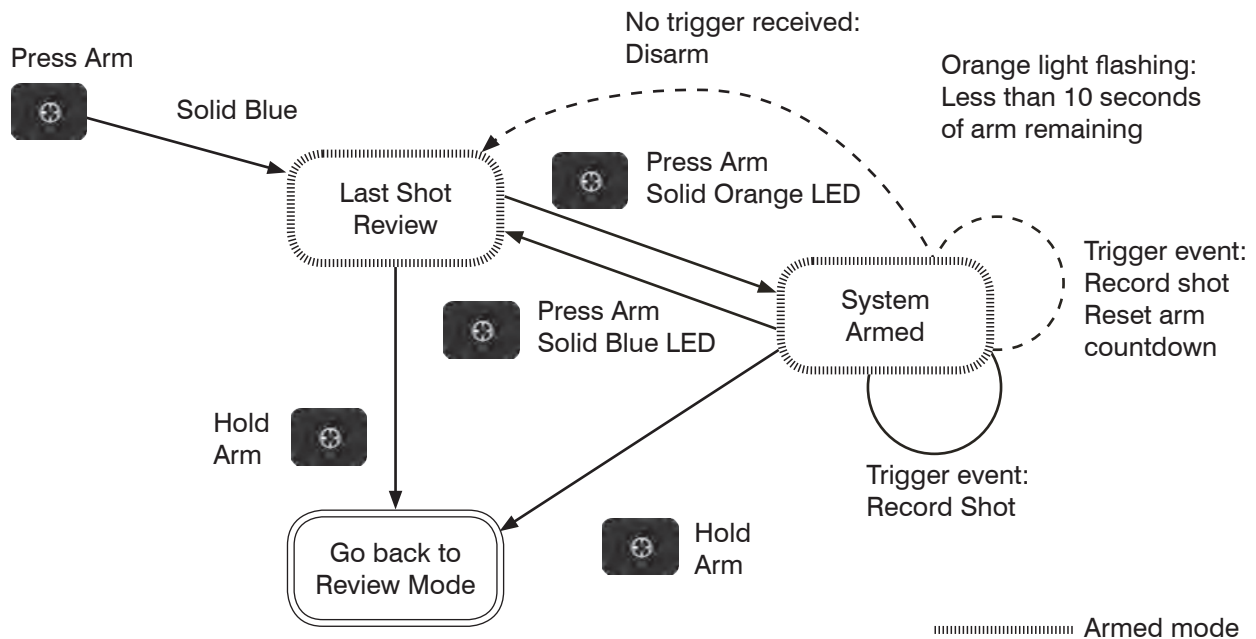 No trigger received:
Disarm
Press Arm
Orange light flashing:
Less than 10 seconds
of arm remaining
Solid Blue
Last Shot
Review
Press Arm
Solid Orange LED
Trigger event:
Record shot
Reset arm
countdown
System
Armed
Press Arm
Solid Blue LED
Hold
Arm
Trigger event:
Record Shot
Go back to
Review Mode
Hold
Arm
Armed mode